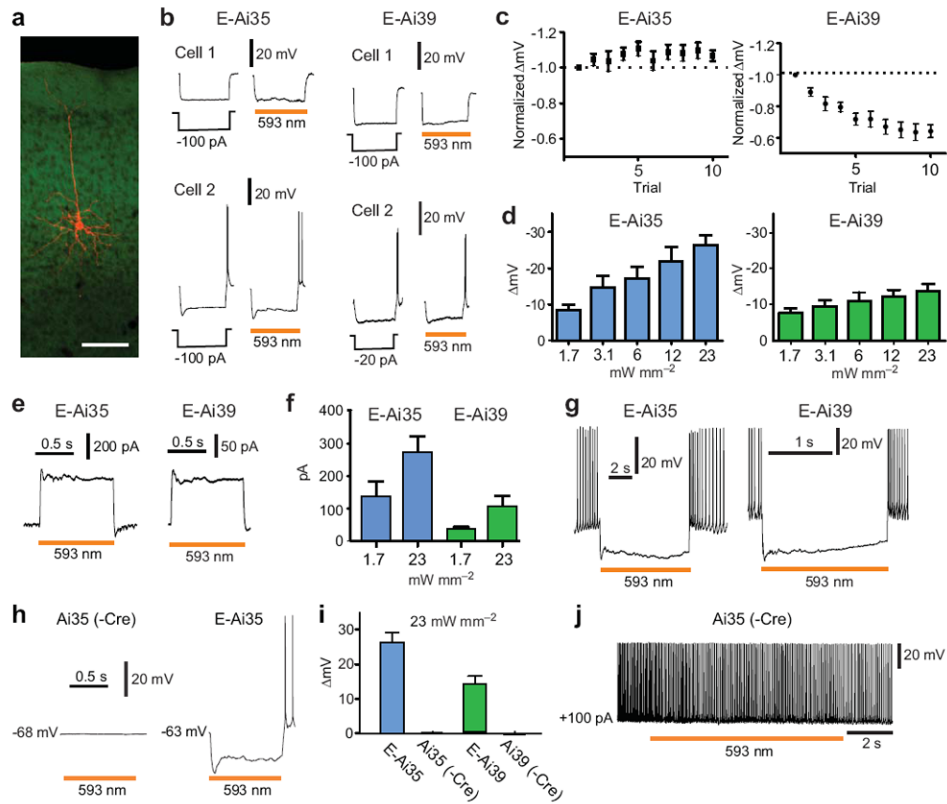 a
b
E-Ai35
E-Ai39
Cell 1
20 mV
-100 pA
593 nm
Cell 1
20 mV
-100 pA
593 nm
Cell 2
20 mV
-100 pA
593 nm
Cell 2
20 mV
-20 pA
593 nm
c
E-Ai35
Normalized ΔmV
-1.2
-1.0
-0.8
-0.6
5
10
Trial
E-Ai39
Normalized ΔmV
-1.2
-1.0
-0.8
-0.6
5
10
Trial
d
E-Ai35
ΔmV
-30
-20
-10
0
1.7 3.1 6 12 23
mW mm⁻²
E-Ai39
ΔmV
-30
-20
-10
0
1.7 3.1 6 12 23
mW mm⁻²
e
E-Ai35
0.5 s
200 pA
593 nm
E-Ai39
0.5 s
50 pA
593 nm
f
E-Ai35
E-Ai39
pA
400
300
200
100
0
1.7 23 1.7 23
mW mm⁻²
g
E-Ai35
2 s
20 mV
593 nm
E-Ai39
1 s
20 mV
593 nm
h
Ai35 (-Cre)
0.5 s
20 mV
-68 mV
593 nm
E-Ai35
-63 mV
593 nm
i
23 mW mm⁻²
ΔmV
30
20
10
0
E-Ai35
Ai35 (-Cre)
E-Ai39
Ai39 (-Cre)
j
Ai35 (-Cre)
20 mV
+100 pA
593 nm
2 s